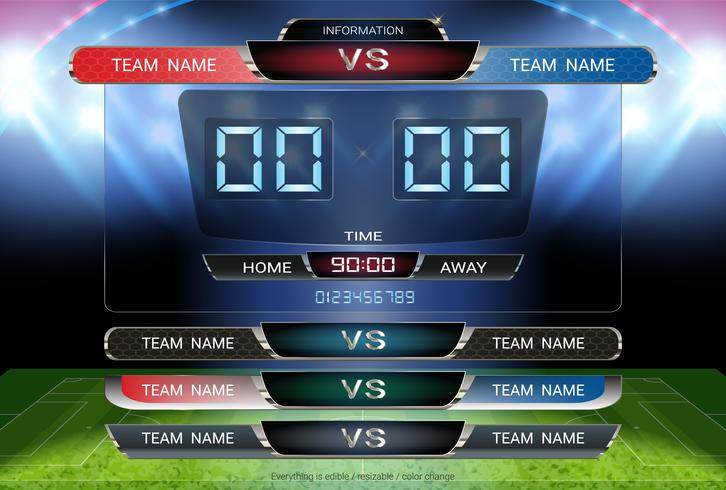 INFORMATION
TEAM NAME VS TEAM NAME
00 00
TIME
HOME 90:00 AWAY
0123456789
TEAM NAME VS TEAM NAME
TEAM NAME VS TEAM NAME
TEAM NAME VS TEAM NAME
Everything is edible / resizable / color change